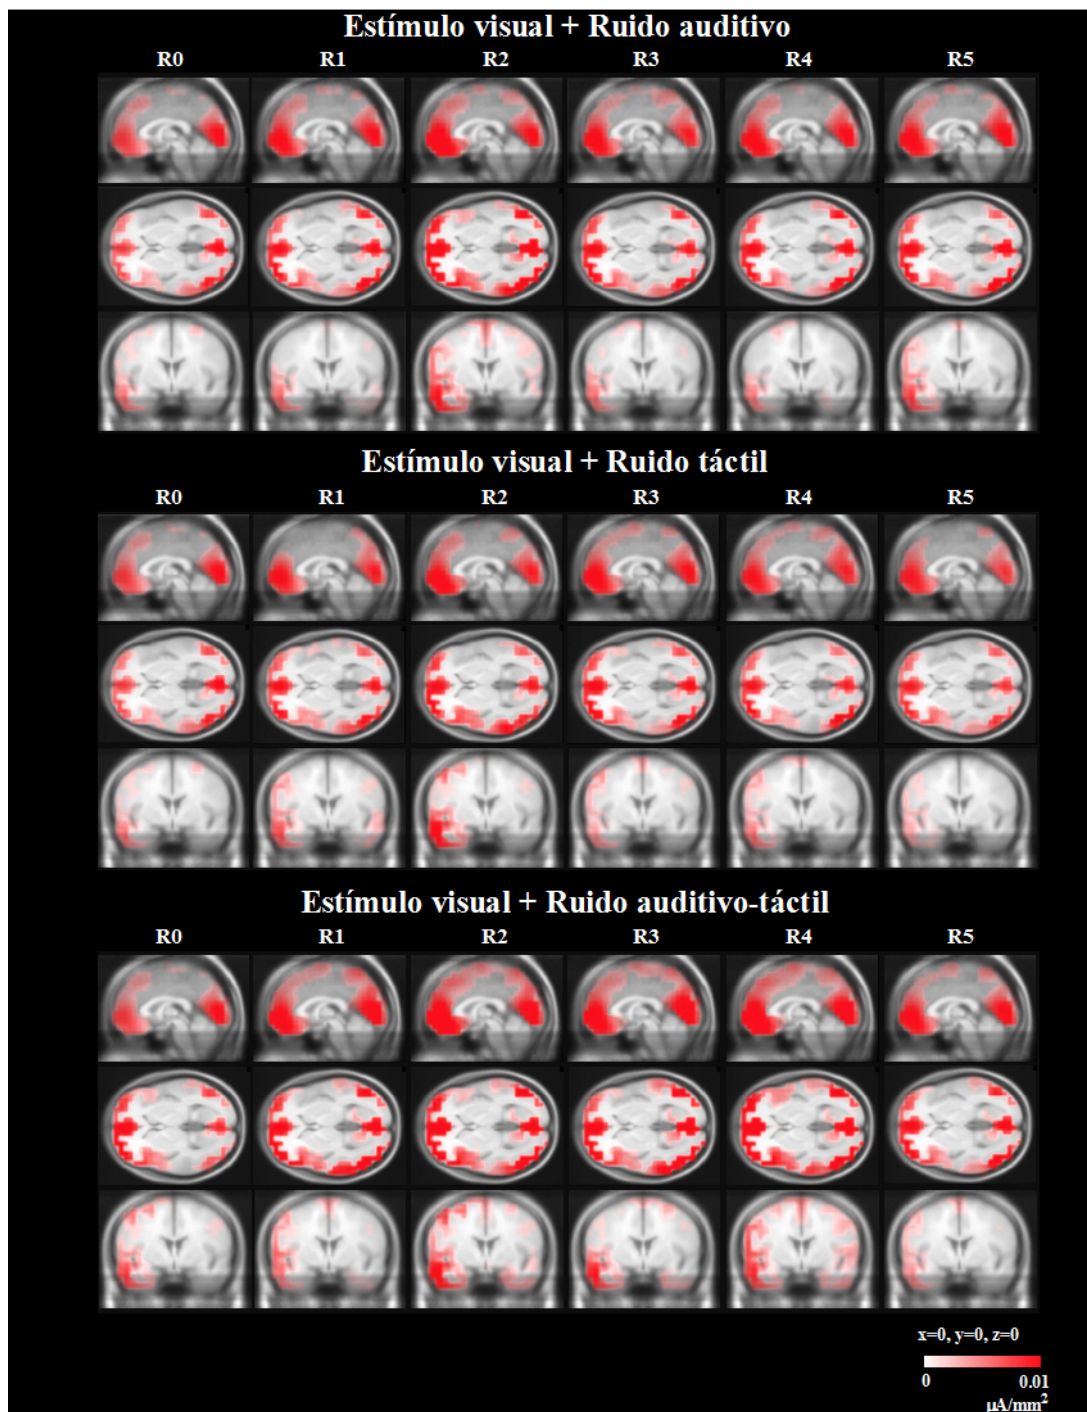 Estímulo visual + Ruido auditivo
R0 R1 R2 R3 R4 R5
Estímulo visual + Ruido táctil
R0 R1 R2 R3 R4 R5
Estímulo visual + Ruido auditivo-táctil
R0 R1 R2 R3 R4 R5
x=0, y=0, z=0
0 0.01
µA/mm²